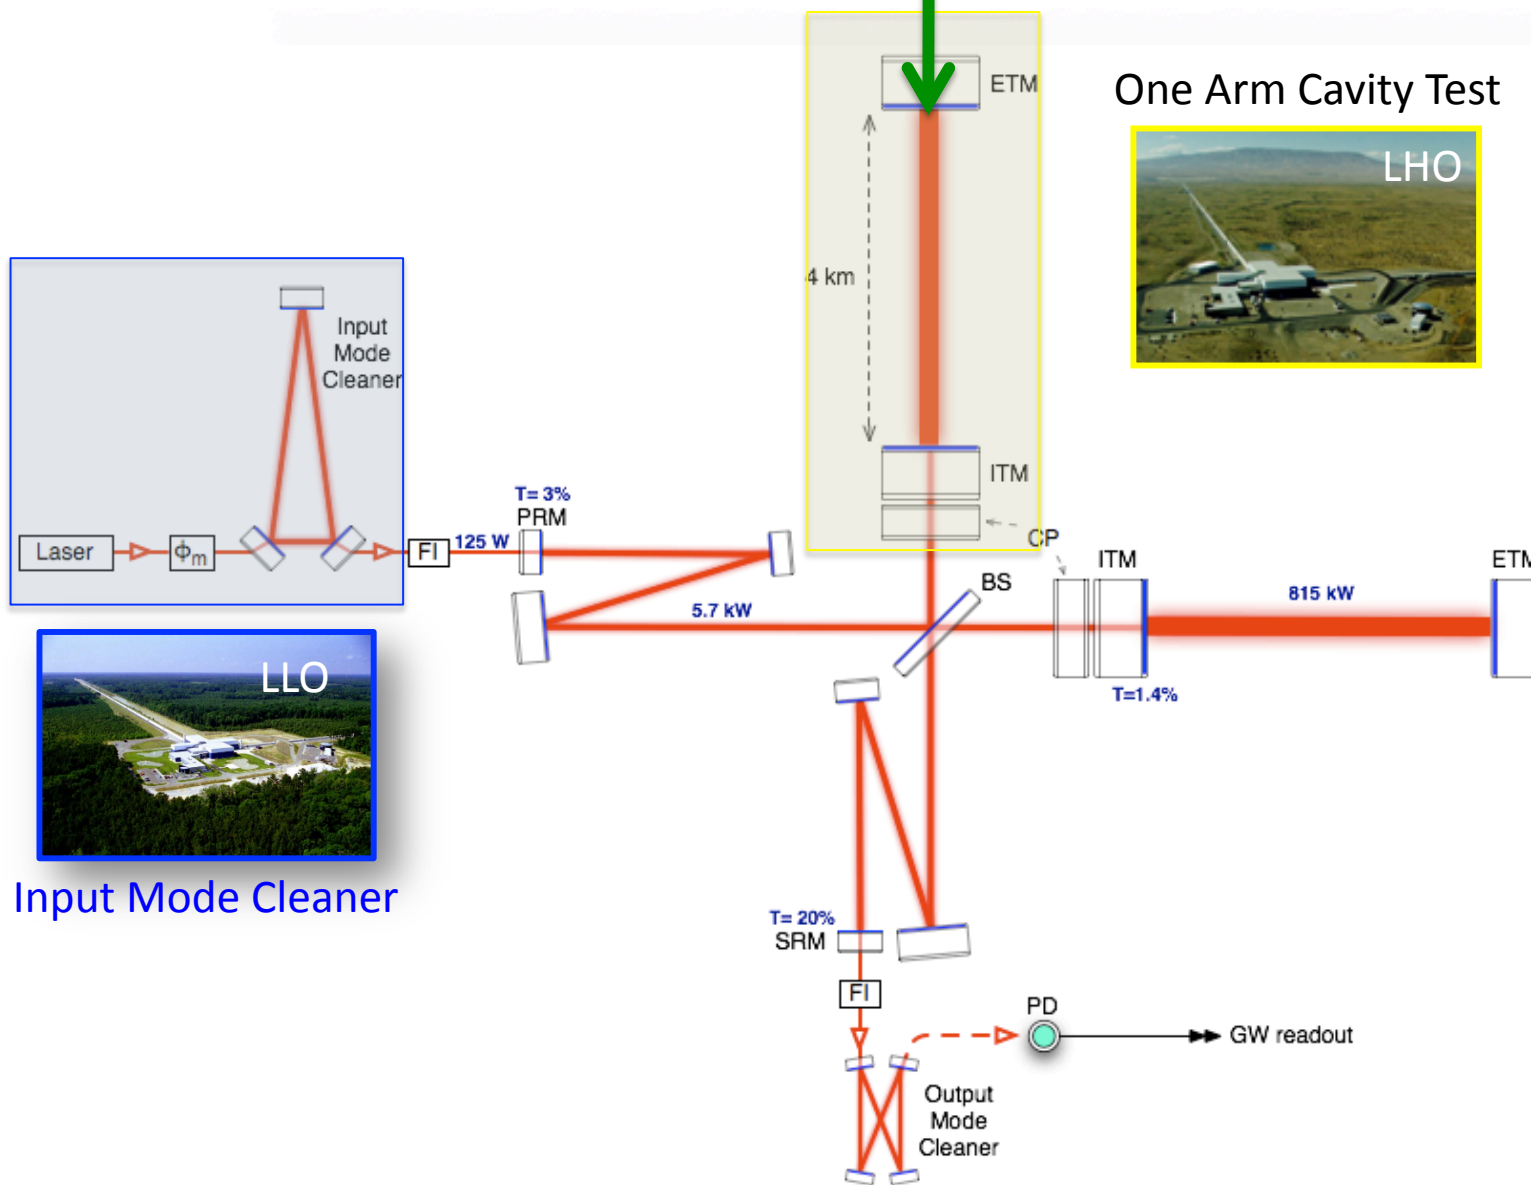 ETM
One Arm Cavity Test
LHO
4 km
Input
Mode
Cleaner
ITM
T= 3%
PRM
Laser
ϕm
FI
125 W
CP
ITM
ETM
BS
5.7 kW
815 kW
T=1.4%
LLO
Input Mode Cleaner
T= 20%
SRM
FI
PD
GW readout
Output
Mode
Cleaner